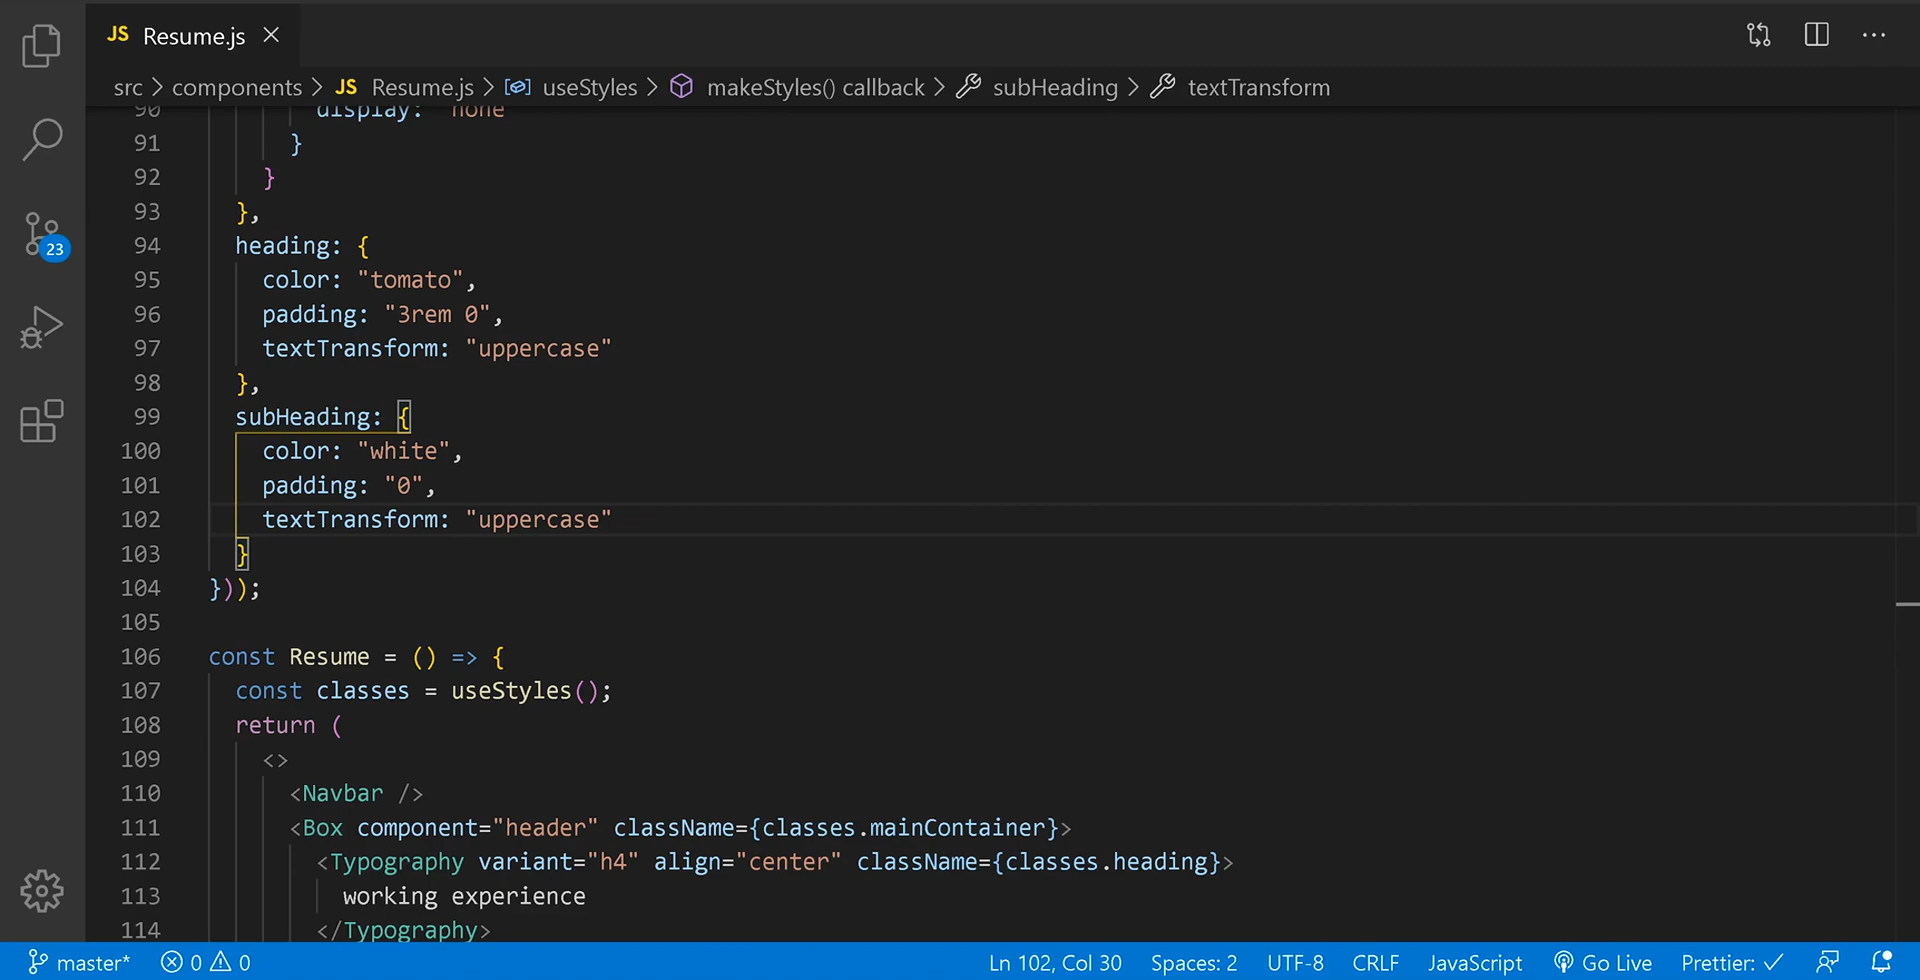 JS Resume.js
src > components > JS Resume.js > useStyles > makeStyles() callback > subHeading > textTransform
90 display: "none"
91 }
92 }
93 },
94 heading: {
95 color: "tomato",
96 padding: "3rem 0",
97 textTransform: "uppercase"
98 },
99 subHeading: {
100 color: "white",
101 padding: "0",
102 textTransform: "uppercase"
103 }
104 }));
105
106 const Resume = () => {
107 const classes = useStyles();
108 return (
109 <>
110 <Navbar />
111 <Box component="header" className={classes.mainContainer}>
112 <Typography variant="h4" align="center" className={classes.heading}>
113 working experience
114 </Typography>
23
master* 0 0 Ln 102, Col 30 Spaces: 2 UTF-8 CRLF JavaScript Go Live Prettier: ✓